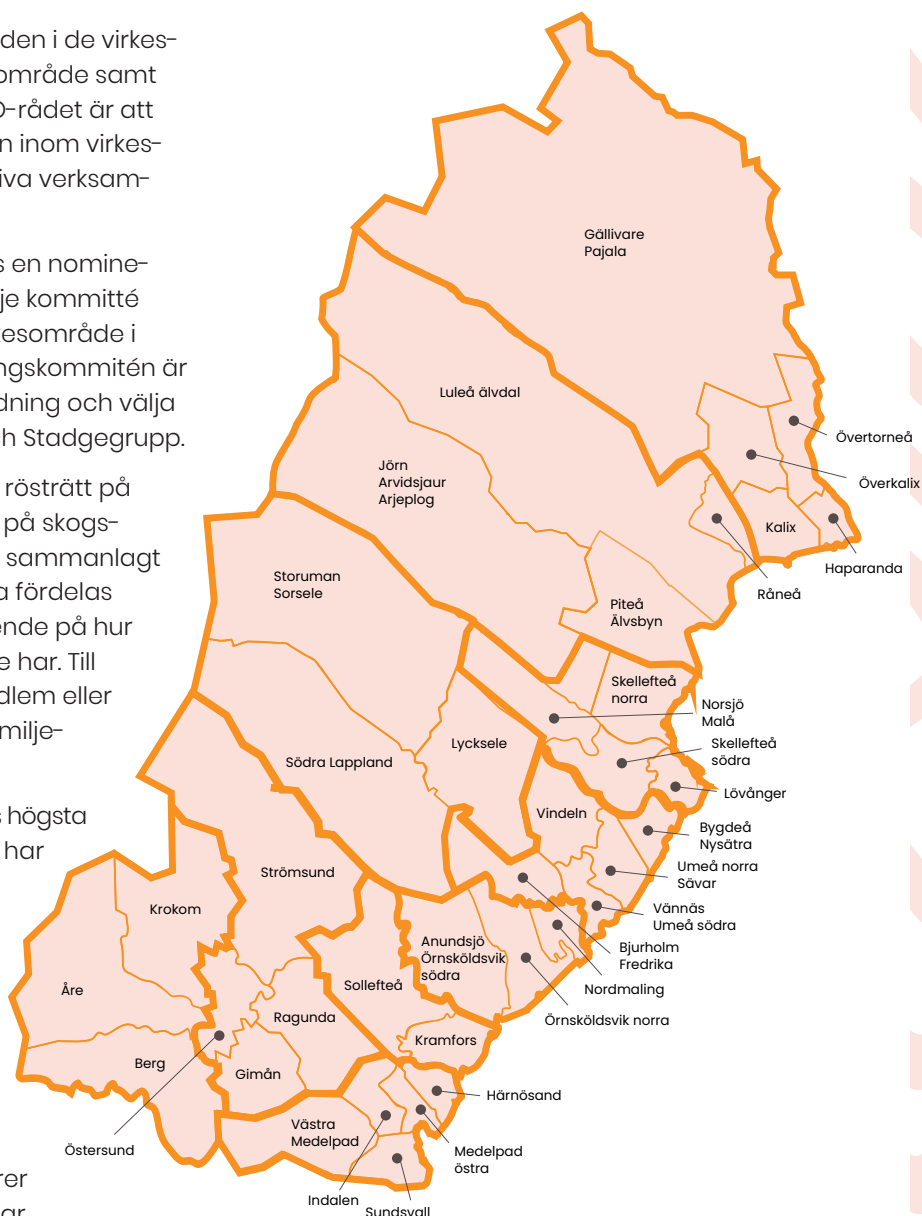 den i de virkes-
område samt
-rådet är att
n inom virkes-
iva verksam-
s en nomine-
je kommitté
esområde i
ngskommitén är
dning och välja
ch Stadgegrupp.
rösträtt på
på skogs-
sammanlagt
a fördelas
ende på hur
e har. Till
dlem eller
milje-
s högsta
har
rer
ar
Gällivare
Pajala
Luleå älvdal
Övertorneå
Överkalix
Jörn
Arvidsjaur
Arjeplog
Kalix
Haparanda
Råneå
Storuman
Sorsele
Piteå
Älvsbyn
Skellefteå
norra
Norsjö
Malå
Lycksele
Skellefteå
södra
Södra Lappland
Lövånger
Vindeln
Bygdeå
Nysätra
Umeå norra
Sävar
Strömsund
Vännäs
Umeå södra
Krokom
Bjurholm
Fredrika
Anundsjö
Örnsköldsvik
södra
Nordmaling
Sollefteå
Åre
Ragunda
Örnsköldsvik norra
Kramfors
Berg
Gimån
Härnösand
Västra
Medelpad
Östersund
Medelpad
östra
Indalen
Sundsvall